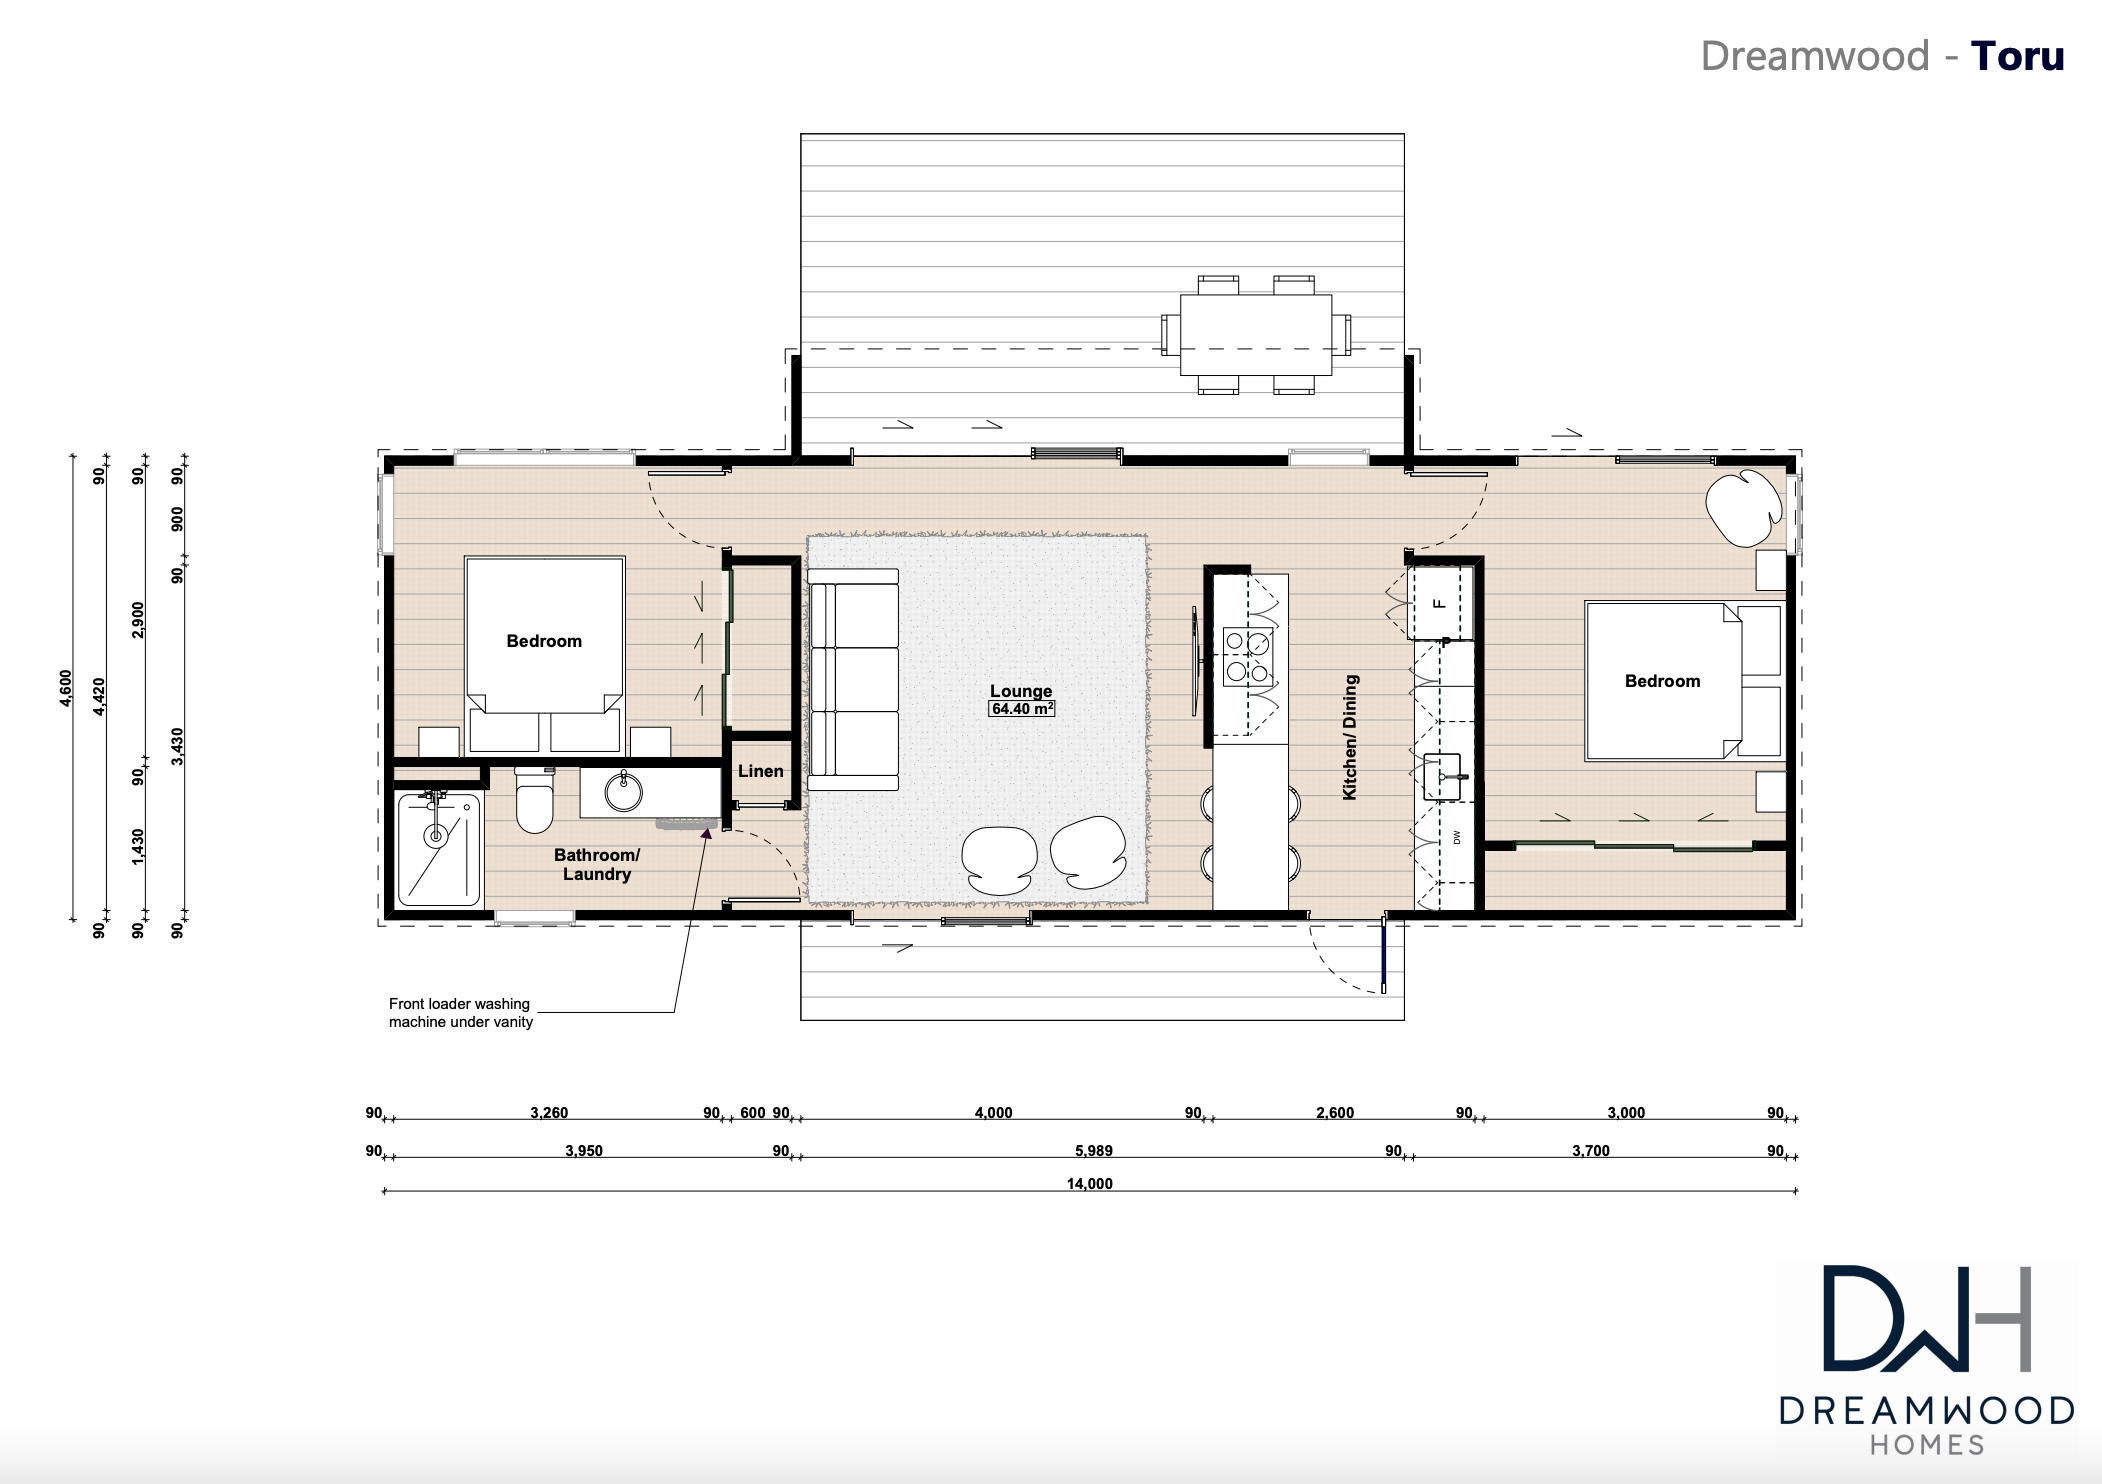 Dreamwood - Toru
Bedroom
Linen
Bathroom/
Laundry
Lounge
64.40 m²
Kitchen/ Dining
F
DW
Bedroom
Front loader washing
machine under vanity
4,600
90 4,420 90
90 2,900 90 1,430 90
90 900 90 3,430 90
90 3,260 90 600 90 4,000 90 2,600 90 3,000 90
90 3,950 90 5,989 90 3,700 90
14,000
DWH
DREAMWOOD
HOMES